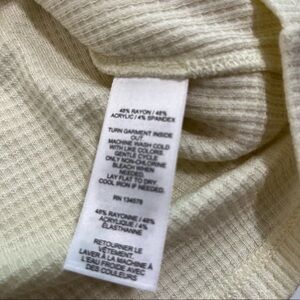 48% RAYON / 48%
ACRYLIC / 4% SPANDEX
TURN GARMENT INSIDE
OUT
MACHINE WASH COLD
WITH LIKE COLORS
GENTLE CYCLE
ONLY NON-CHLORINE
BLEACH WHEN
NEEDED
LAY FLAT TO DRY
COOL IRON IF NEEDED.
RN 134579
48% RAYONNE / 48%
ACRYLIQUE / 4%
ÉLASTHANNE
RETOURNER LE
VÊTEMENT.
LAVER À LA MACHINE À
L'EAU FROIDE AVEC
DES COULEURS